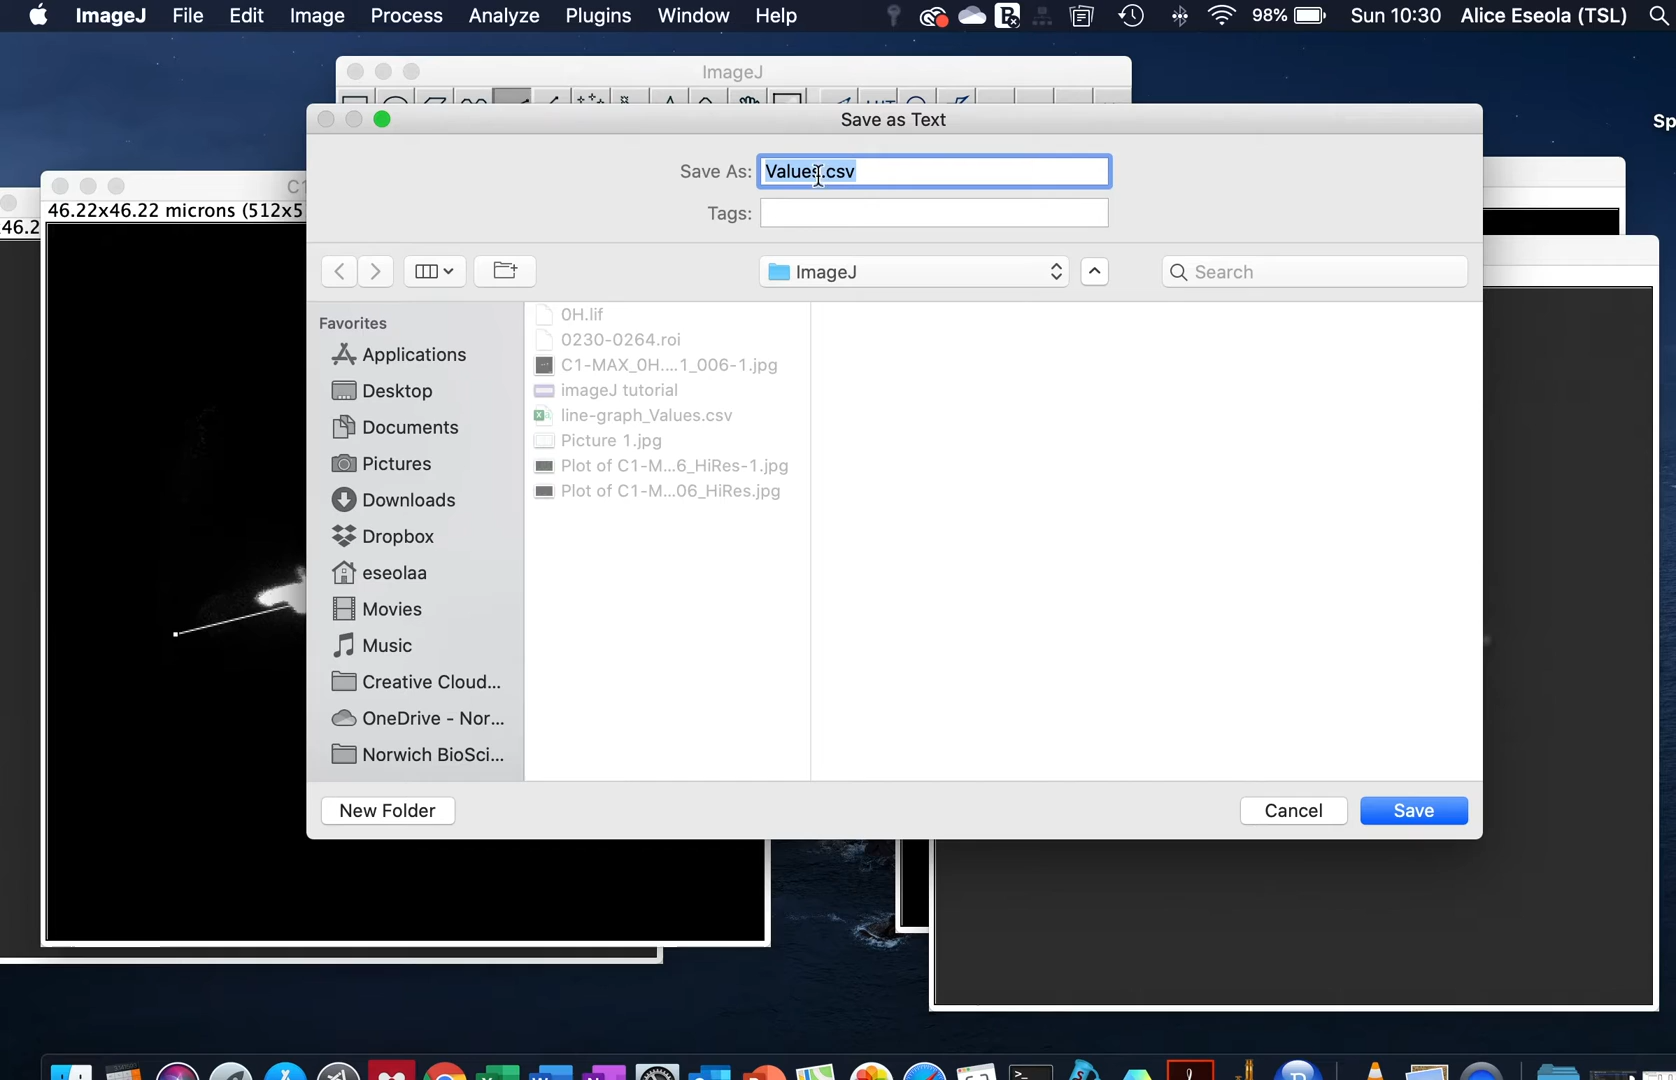 ImageJ File Edit Image Process Analyze Plugins Window Help 98% Sun 10:30 Alice Eseola (TSL)
ImageJ
Save as Text
Save As: Values.csv
Tags:
ImageJ
Search
46.22x46.22 microns (512x5
46.2
C1
Sp
Favorites
Applications
Desktop
Documents
Pictures
Downloads
Dropbox
eseolaa
Movies
Music
Creative Cloud...
OneDrive - Nor...
Norwich BioSci...
0H.lif
0230-0264.roi
C1-MAX_0H....1_006-1.jpg
imageJ tutorial
line-graph_Values.csv
Picture 1.jpg
Plot of C1-M...6_HiRes-1.jpg
Plot of C1-M...06_HiRes.jpg
New Folder
Cancel
Save